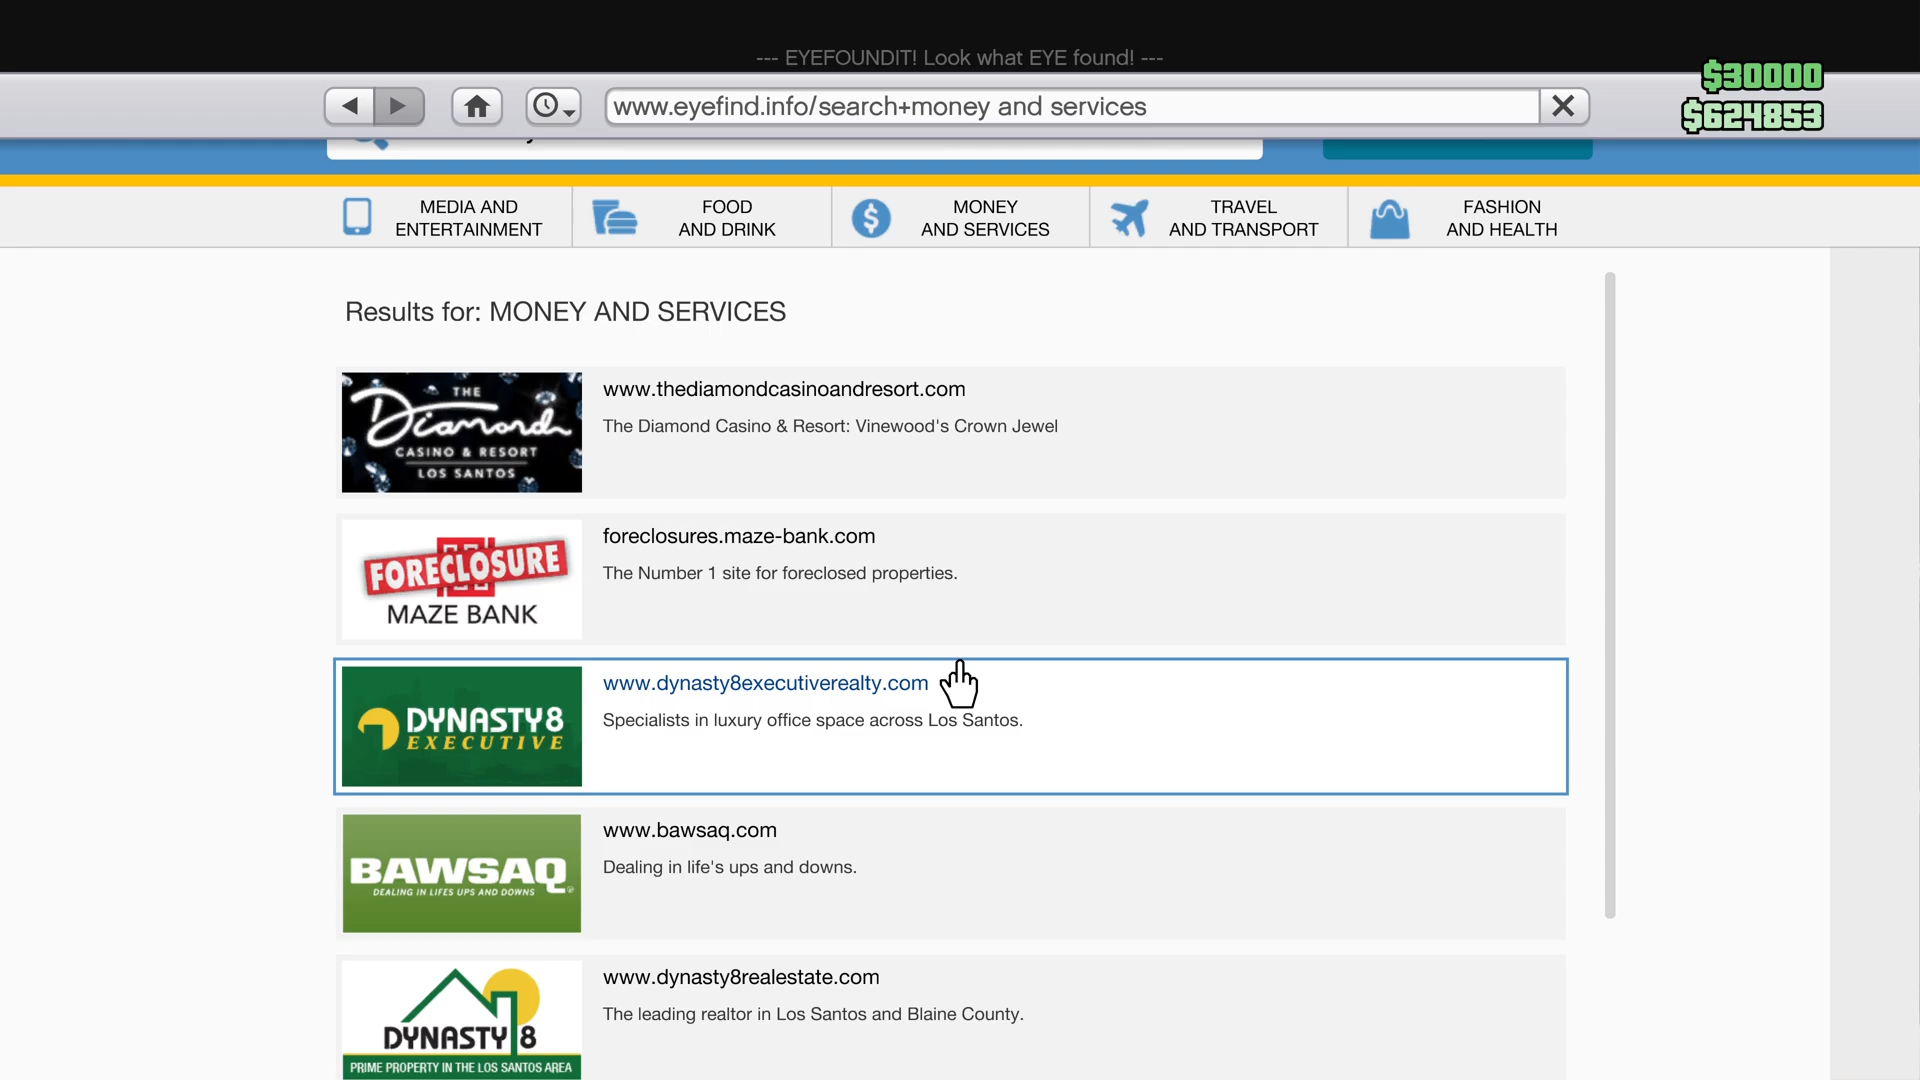 --- EYEFOUNDIT! Look what EYE found! ---
$30000
www.eyefind.info/search+money and services
$624853
MEDIA AND
ENTERTAINMENT
FOOD
AND DRINK
MONEY
AND SERVICES
TRAVEL
AND TRANSPORT
FASHION
AND HEALTH
Results for: MONEY AND SERVICES
THE
Diamond
CASINO & RESORT
LOS SANTOS
www.thediamondcasinoandresort.com
The Diamond Casino & Resort: Vinewood's Crown Jewel
FORECLOSURE
MAZE BANK
foreclosures.maze-bank.com
The Number 1 site for foreclosed properties.
DYNASTY8
EXECUTIVE
www.dynasty8executiverealty.com
Specialists in luxury office space across Los Santos.
BAWSAQ
DEALING IN LIFES UPS AND DOWNS
www.bawsaq.com
Dealing in life's ups and downs.
DYNASTY 8
PRIME PROPERTY IN THE LOS SANTOS AREA
www.dynasty8realestate.com
The leading realtor in Los Santos and Blaine County.